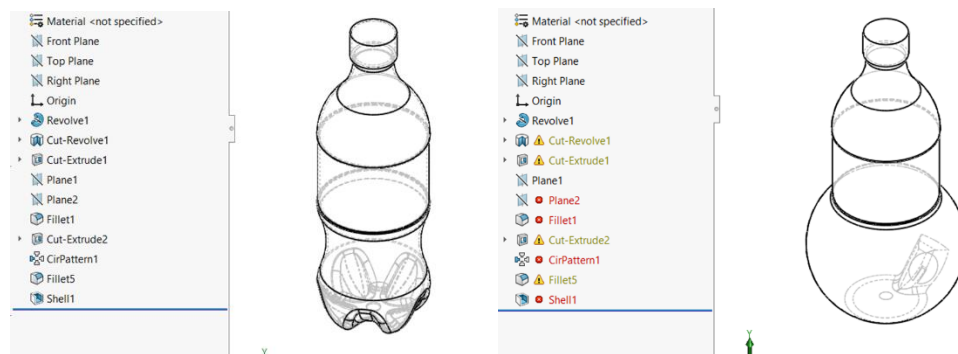 Material <not specified>
Front Plane
Top Plane
Right Plane
Origin
Revolve1
Cut-Revolve1
Cut-Extrude1
Plane1
Plane2
Fillet1
Cut-Extrude2
CirPattern1
Fillet5
Shell1
Y
Material <not specified>
Front Plane
Top Plane
Right Plane
Origin
Revolve1
Cut-Revolve1
Cut-Extrude1
Plane1
Plane2
Fillet1
Cut-Extrude2
CirPattern1
Fillet5
Shell1
Y